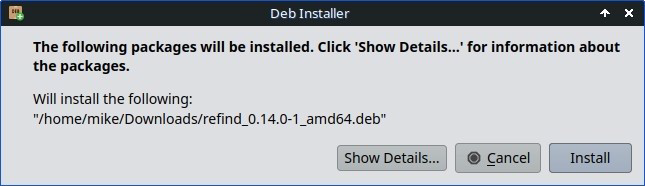 Deb Installer
The following packages will be installed. Click 'Show Details...' for information about
the packages.
Will install the following:
"/home/mike/Downloads/refind_0.14.0-1_amd64.deb"
Show Details...
Cancel
Install